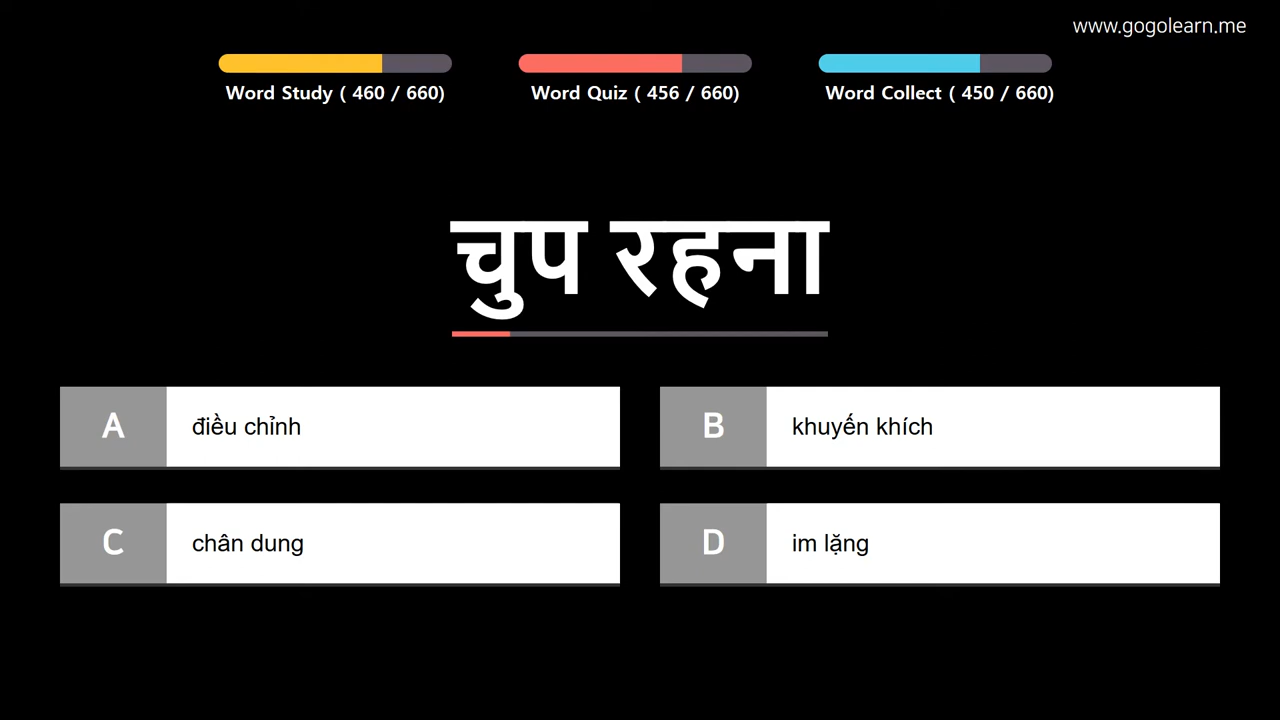 www.gogolearn.me
Word Study ( 460 / 660)
Word Quiz ( 456 / 660)
Word Collect ( 450 / 660)
चुप रहना
A điều chỉnh
B khuyến khích
C chân dung
D im lặng